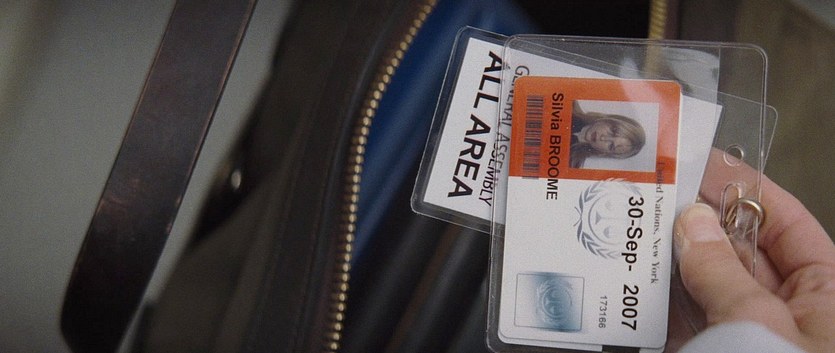 ALL AREA
GENERAL ASSEMBLY
Silvia BROOME
United Nations, New York
30-Sep- 2007
173166